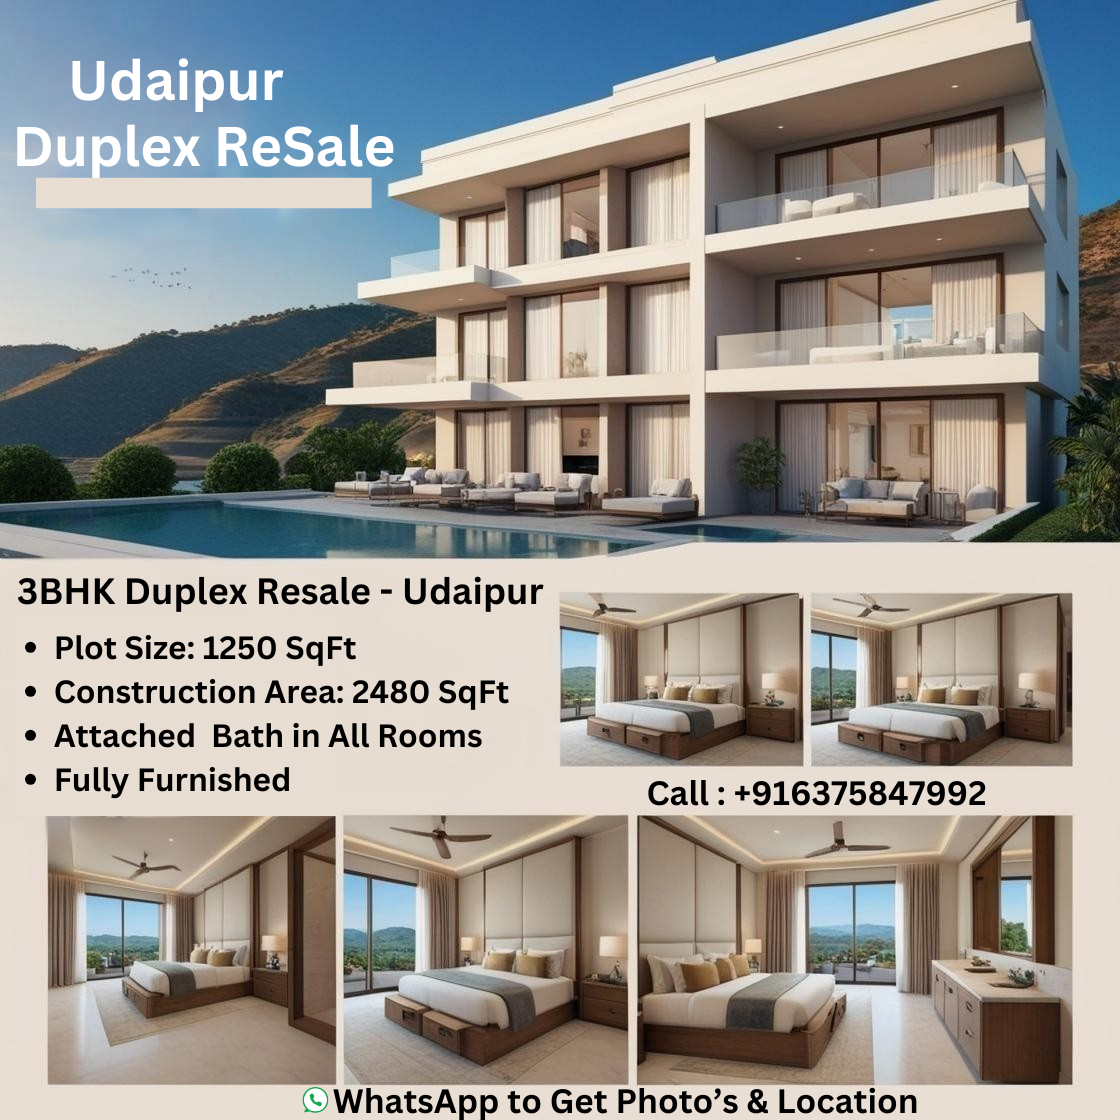 Udaipur
Duplex ReSale
3BHK Duplex Resale - Udaipur
• Plot Size: 1250 SqFt
• Construction Area: 2480 SqFt
• Attached  Bath in All Rooms
• Fully Furnished
Call : +916375847992
WhatsApp to Get Photo’s & Location